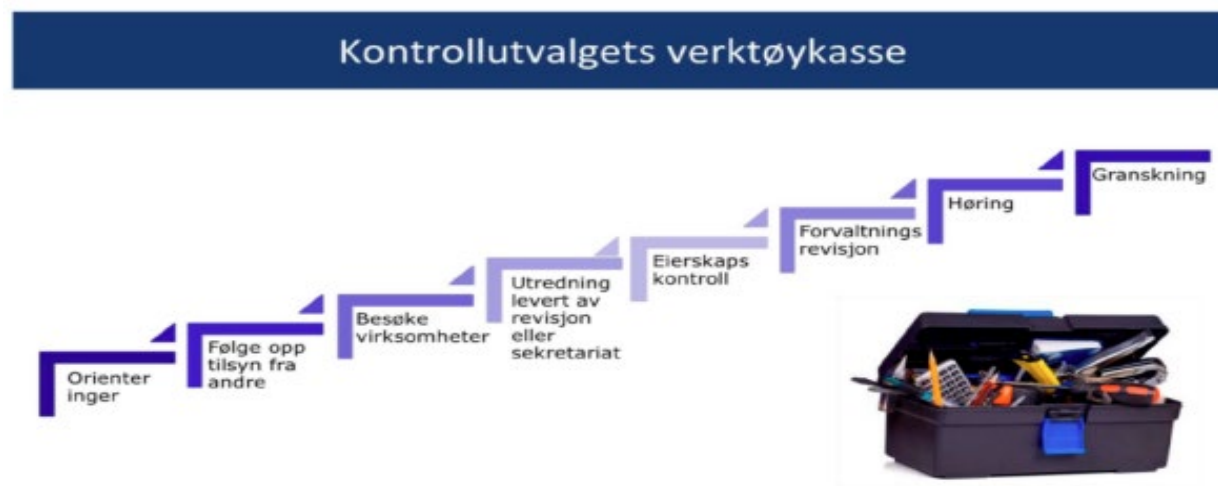 Kontrollutvalgets verktøykasse
Orienter
inger
Følge opp
tilsyn fra
andre
Besøke
virksomheter
Utredning
levert av
revisjon
eller
sekretariat
Eierskaps
kontroll
Forvaltnings
revisjon
Høring
Granskning